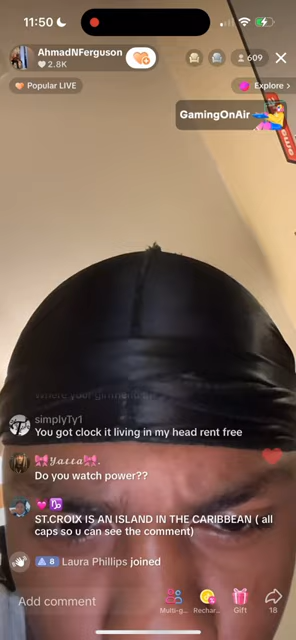 11:50
AhmadNFerguson
2.8K
609
Popular LIVE
Explore >
GamingOnAir
simplyTy1
You got clock it living in my head rent free
🎀𝓎𝒶𝓉𝓉𝒶🎀.
Do you watch power??
💗♑
ST.CROIX IS AN ISLAND IN THE CARIBBEAN ( all
caps so u can see the comment)
8 Laura Phillips joined
Add comment
Multi-g...
Rechar...
Gift
18